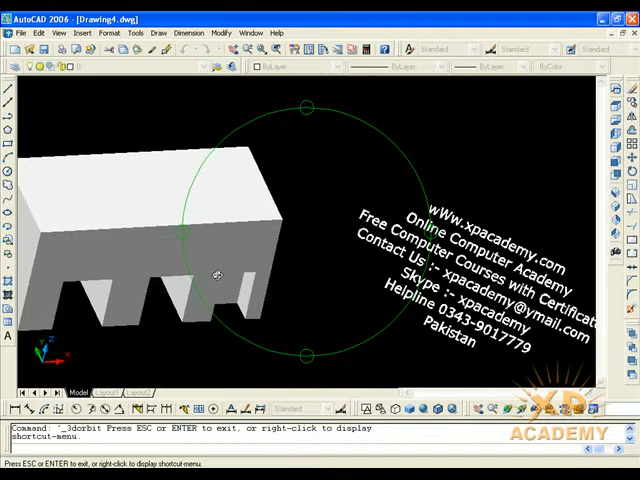 AutoCAD 2006 - [Drawing4.dwg]
File Edit View Insert Format Tools Draw Dimension Modify Window Help
Standard Standard Standard
0 ByLayer ByLayer ByLayer ByColor
www.xpacademy.com
Online Computer Academy
Free Computer Courses with Certificate
Contact Us :- xpacademy@ymail.com
Skype :- xpacademy
Helpline 0343-9017779
Pakistan
Z
Y
X
Model Layout1 Layout2
Standard
Command: '_3dorbit Press ESC or ENTER to exit, or right-click to display
shortcut-menu.
XP
ACADEMY
Press ESC or ENTER to exit, or right-click to display shortcut-menu.